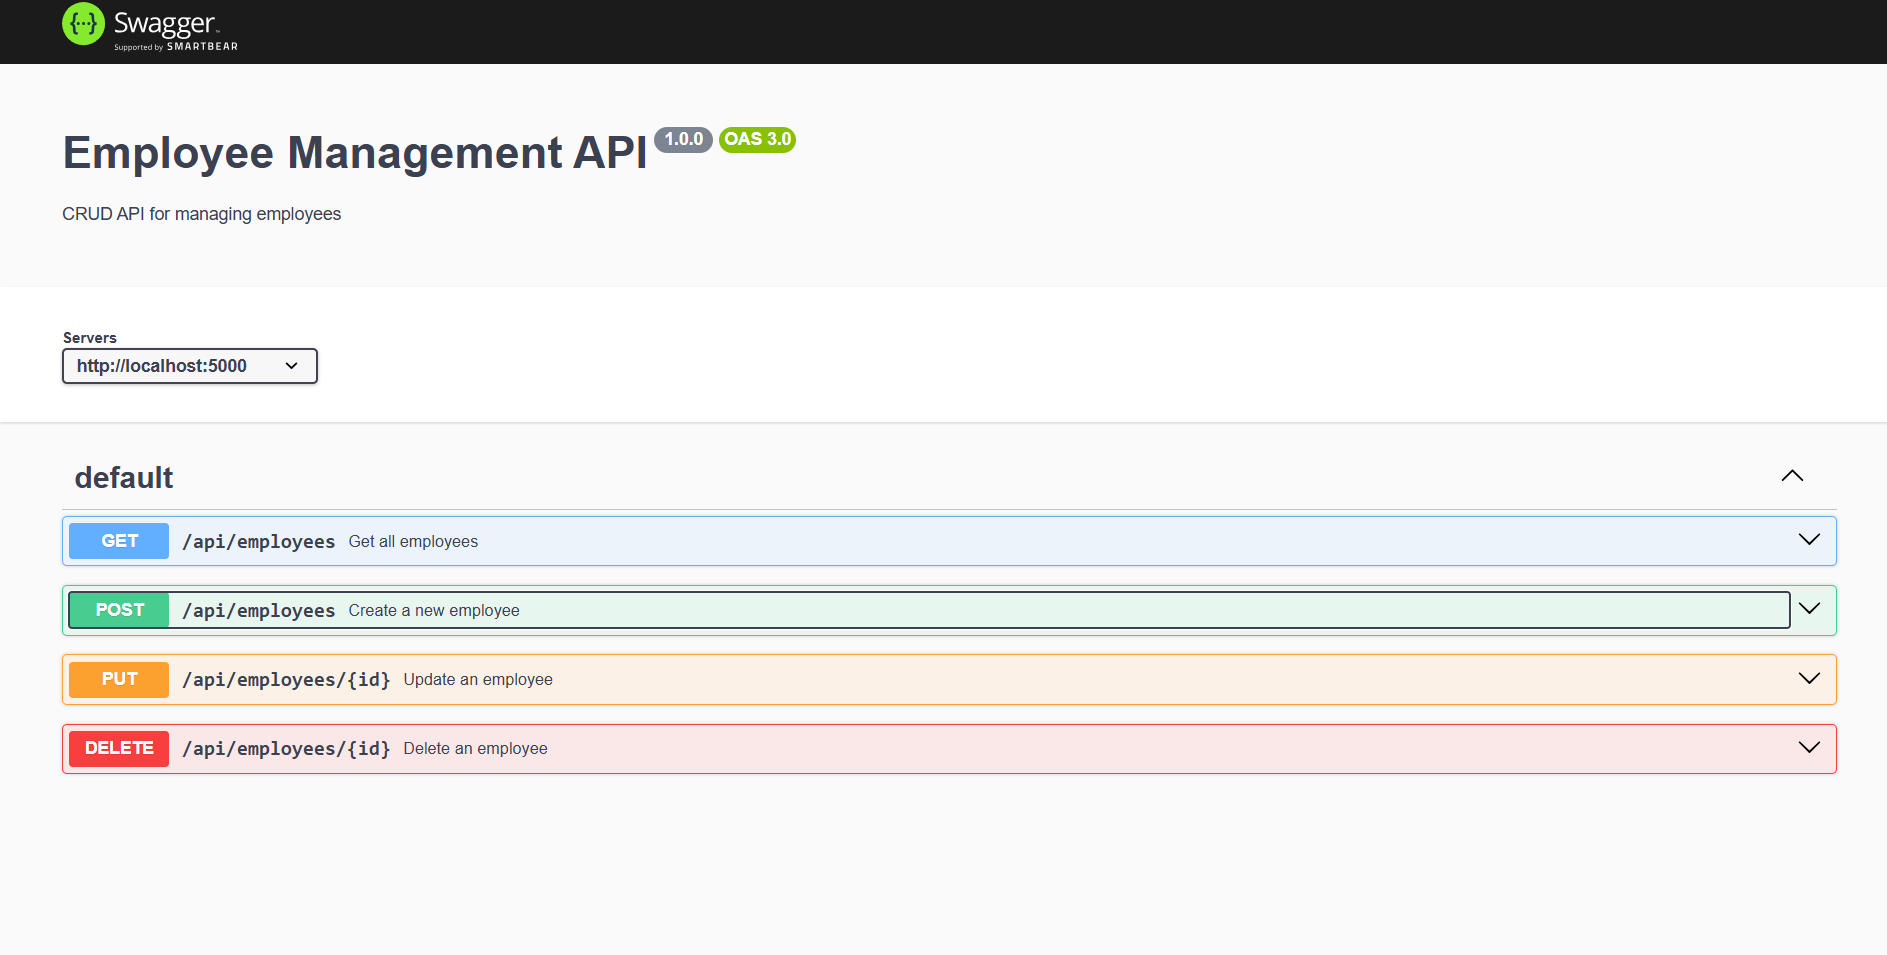 {···} Swagger™
Supported by SMARTBEAR
Employee Management API 1.0.0 OAS 3.0
CRUD API for managing employees
Servers
http://localhost:5000
default
GET /api/employees Get all employees
POST /api/employees Create a new employee
PUT /api/employees/{id} Update an employee
DELETE /api/employees/{id} Delete an employee